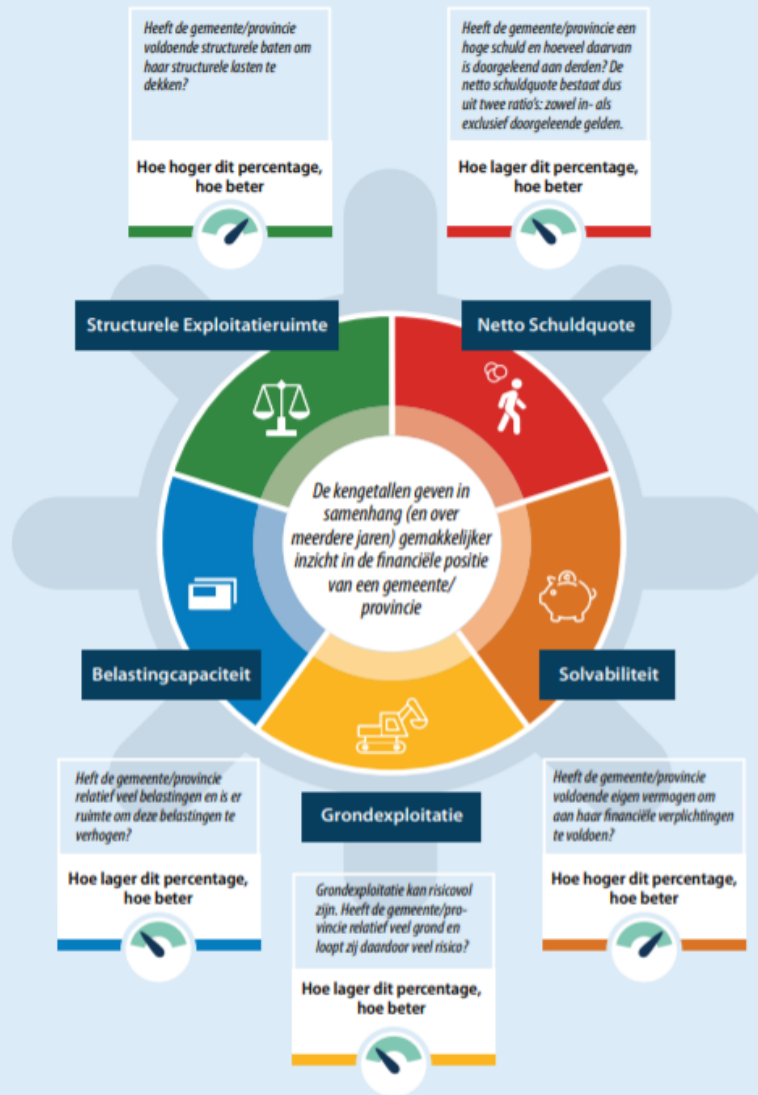 Heeft de gemeente/provincie
voldoende structurele baten om
haar structurele lasten te
dekken?
Hoe hoger dit percentage,
hoe beter
Heeft de gemeente/provincie een
hoge schuld en hoeveel daarvan
is doorgeleend aan derden? De
netto schuldquote bestaat dus
uit twee ratio's: zowel in- als
exclusief doorgeleende gelden.
Hoe lager dit percentage,
hoe beter
Structurele Exploitatieruimte
Netto Schuldquote
De kengetallen geven in
samenhang (en over
meerdere jaren) gemakkelijker
inzicht in de financiële positie
van een gemeente/
provincie
Belastingcapaciteit
Solvabiliteit
Heft de gemeente/provincie
relatief veel belastingen en is er
ruimte om deze belastingen te
verhogen?
Hoe lager dit percentage,
hoe beter
Grondexploitatie
Grondexploitatie kan risicovol
zijn. Heeft de gemeente/pro-
vincie relatief veel grond en
loopt zij daardoor veel risico?
Hoe lager dit percentage,
hoe beter
Heeft de gemeente/provincie
voldoende eigen vermogen om
aan haar financiële verplichtingen
te voldoen?
Hoe hoger dit percentage,
hoe beter